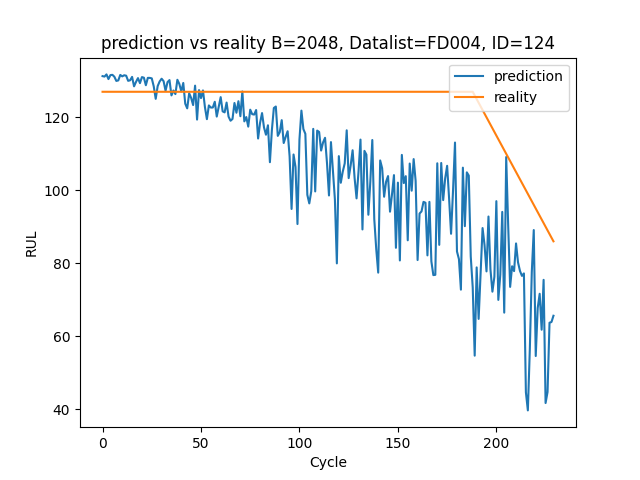 prediction vs reality B=2048, Datalist=FD004, ID=124
prediction
reality
120
100
80
60
40
RUL
0
50
100
150
200
Cycle